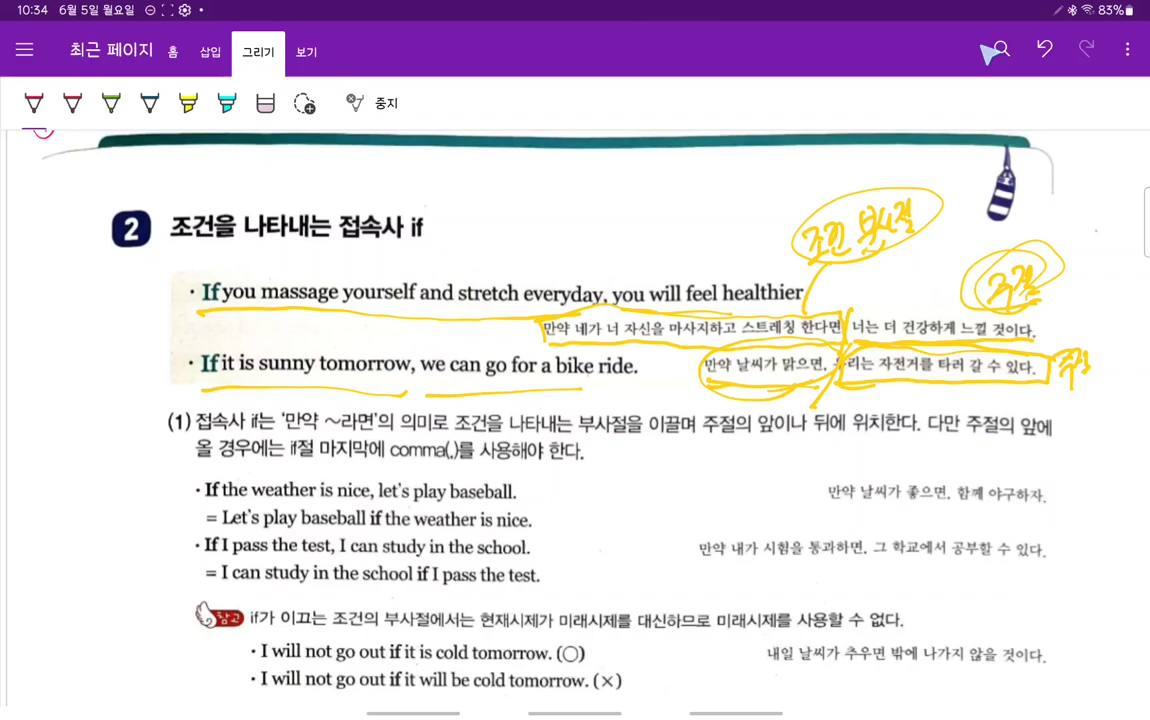 10:34 6월 5일 월요일
83%
최근 페이지 홈 삽입 그리기 보기
중지
2 조건을 나타내는 접속사 if
조건 부사절
주절
· If you massage yourself and stretch everyday, you will feel healthier
만약 네가 너 자신을 마사지하고 스트레칭 한다면 너는 더 건강하게 느낄 것이다.
· If it is sunny tomorrow, we can go for a bike ride. 만약 날씨가 맑으면, 우리는 자전거를 타러 갈 수 있다. 주절
(1) 접속사 if는 '만약 ~라면'의 의미로 조건을 나타내는 부사절을 이끌며 주절의 앞이나 뒤에 위치한다. 다만 주절의 앞에
올 경우에는 if절 마지막에 comma(,)를 사용해야 한다.
· If the weather is nice, let's play baseball. 만약 날씨가 좋으면, 함께 야구하자.
= Let's play baseball if the weather is nice.
· If I pass the test, I can study in the school. 만약 내가 시험을 통과하면, 그 학교에서 공부할 수 있다.
= I can study in the school if I pass the test.
참고 if가 이끄는 조건의 부사절에서는 현재시제가 미래시제를 대신하므로 미래시제를 사용할 수 없다.
· I will not go out if it is cold tomorrow. (○) 내일 날씨가 추우면 밖에 나가지 않을 것이다.
· I will not go out if it will be cold tomorrow. (×)